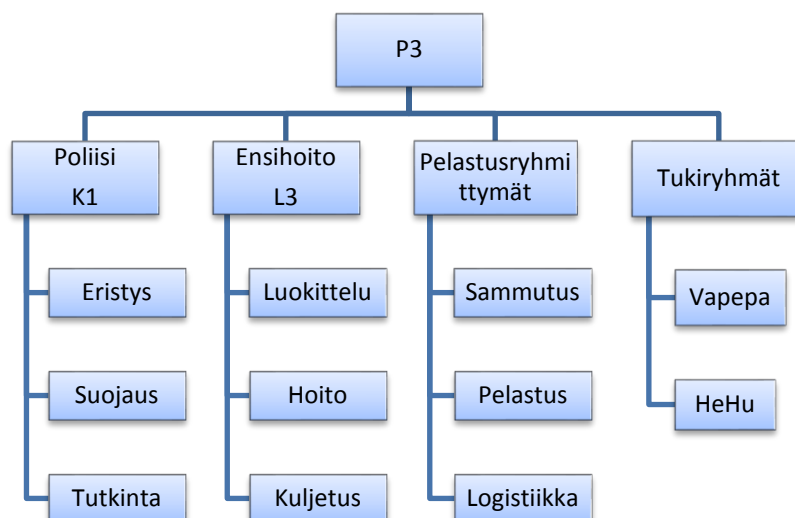 P3
Poliisi
K1
Ensihoito
L3
Pelastusryhmi
ttymät
Tukiryhmät
Eristys
Luokittelu
Sammutus
Vapepa
Suojaus
Hoito
Pelastus
HeHu
Tutkinta
Kuljetus
Logistiikka